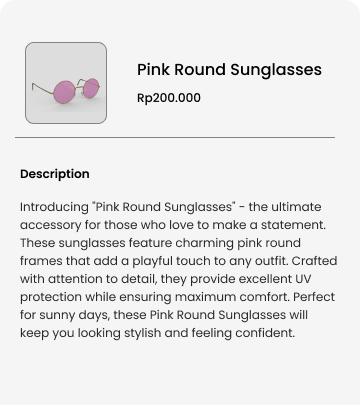 Pink Round Sunglasses
Rp200.000
Description
Introducing "Pink Round Sunglasses" - the ultimate
accessory for those who love to make a statement.
These sunglasses feature charming pink round
frames that add a playful touch to any outfit. Crafted
with attention to detail, they provide excellent UV
protection while ensuring maximum comfort. Perfect
for sunny days, these Pink Round Sunglasses will
keep you looking stylish and feeling confident.